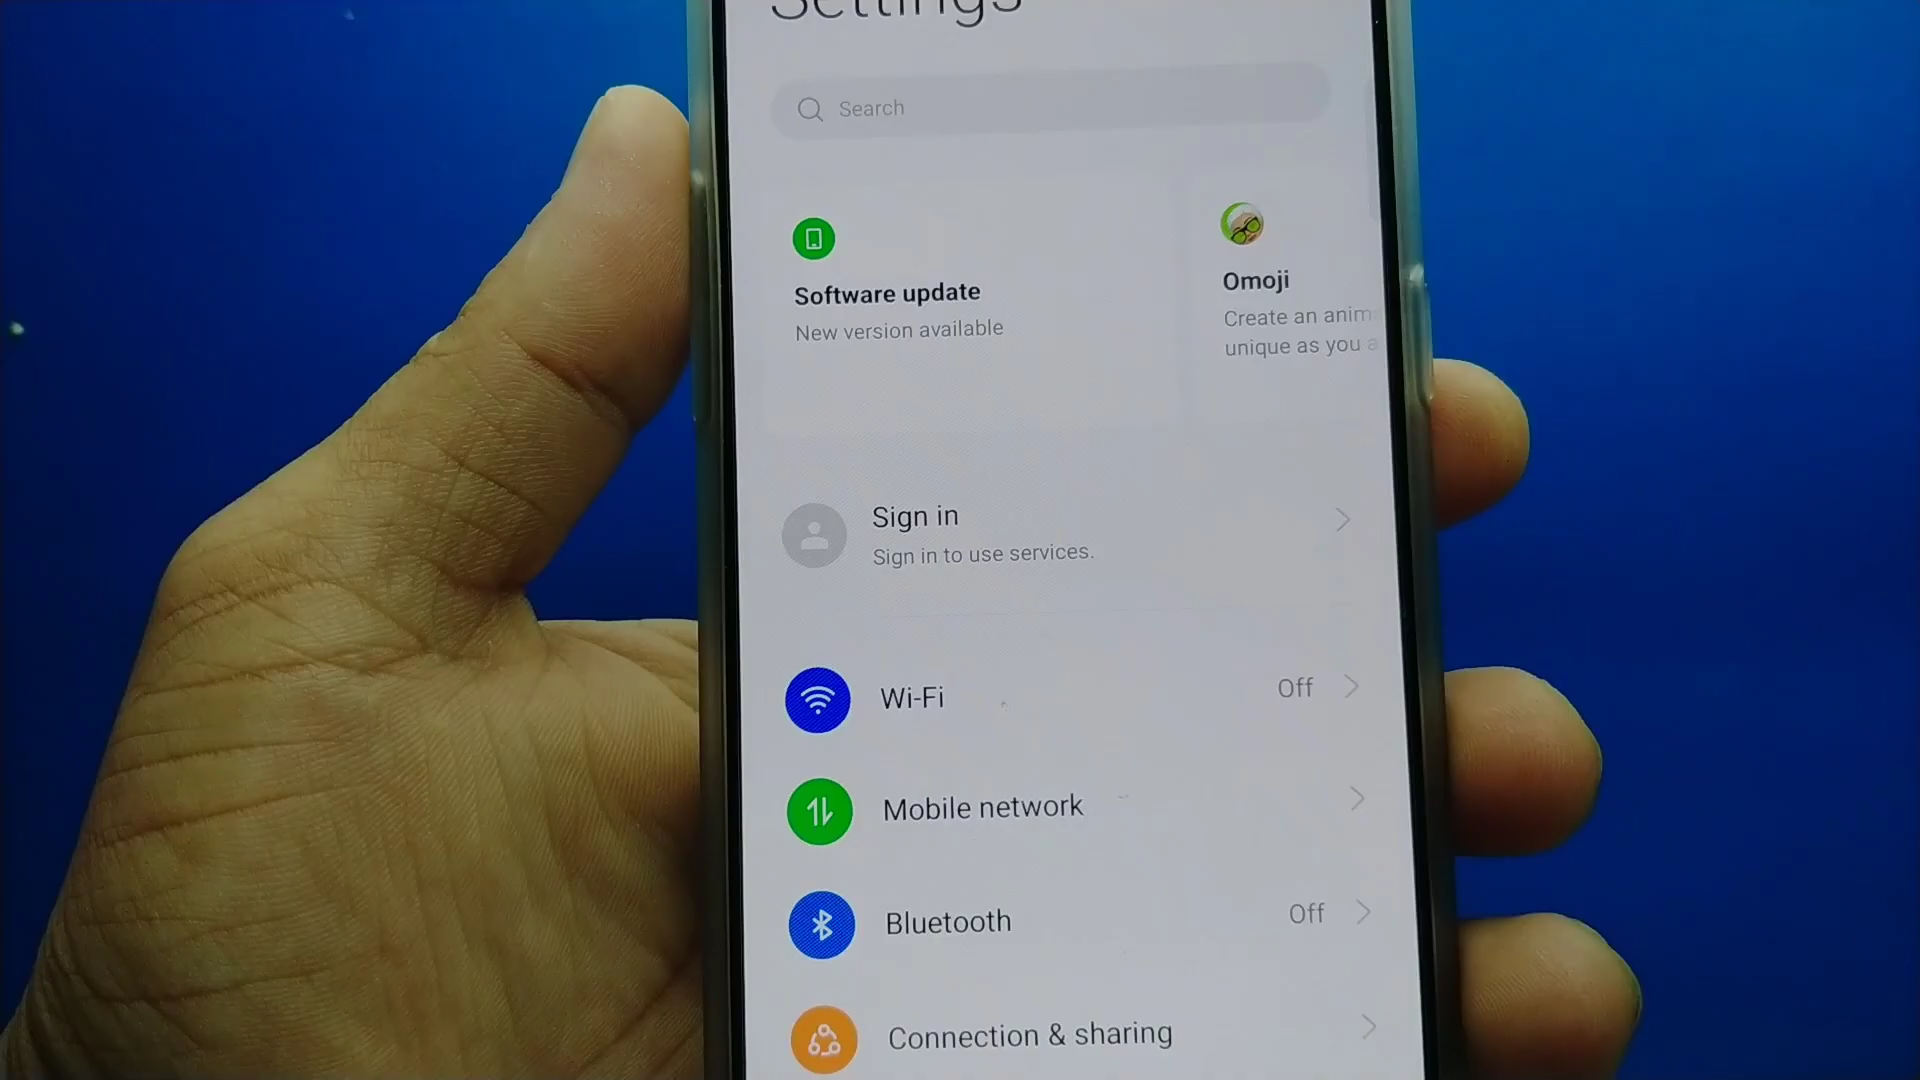 Settings
Search
Software update
New version available
Omoji
Create an anim
unique as you a
Sign in
Sign in to use services.
Wi-Fi
Off
Mobile network
Bluetooth
Off
Connection & sharing